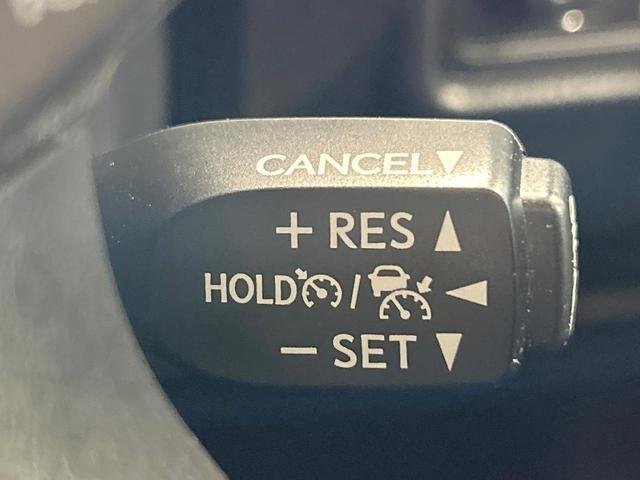 CANCEL▼
+ RES ▲
HOLD / ◀
− SET ▼